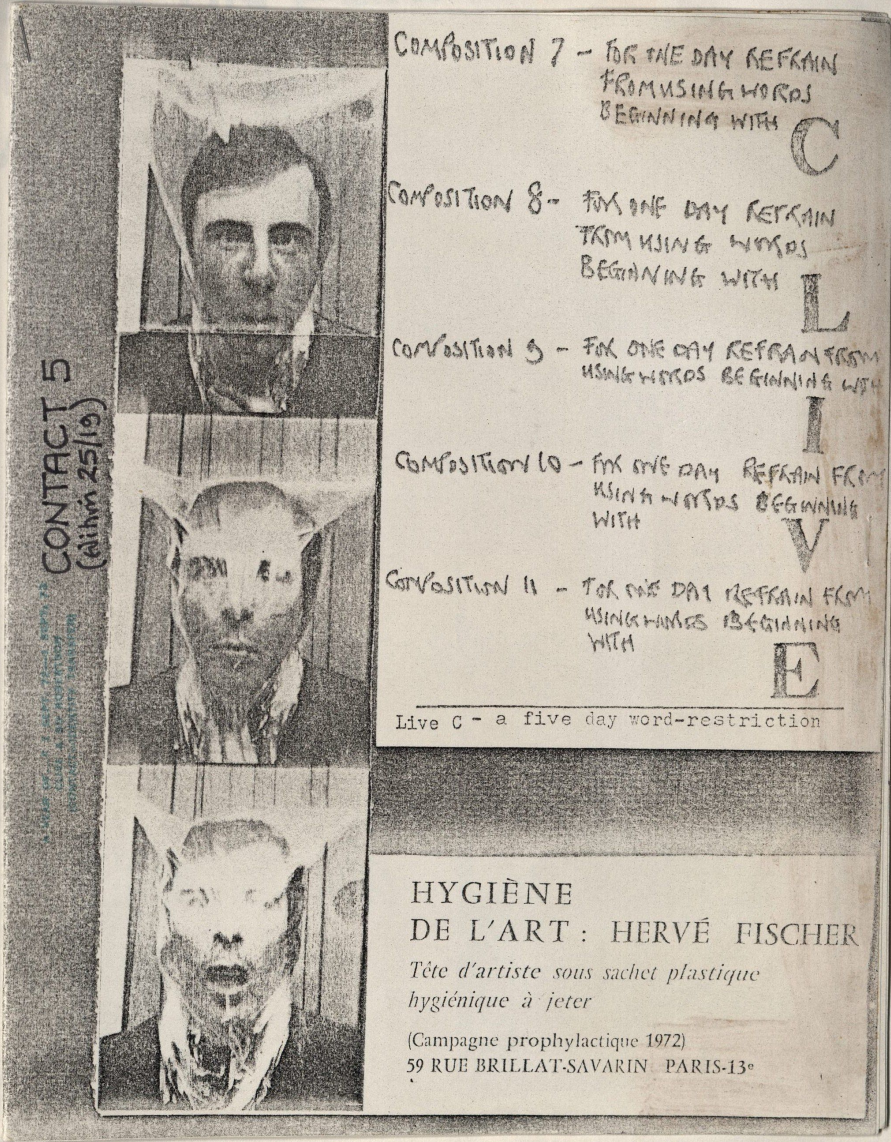 COMPOSITION 7 - FOR ONE DAY REFRAIN
FROM USING WORDS
BEGINNING WITH
C
COMPOSITION 8- FOR ONE DAY REFRAIN
FROM USING WORDS
BEGINNING WITH
L
COMPOSITION 9 - FOR ONE DAY REFRAIN FROM
USING WORDS BEGINNING WITH
I
COMPOSITION 10 - FOR ONE DAY REFRAIN FROM
USING WORDS BEGINNING
WITH
V
COMPOSITION 11 - FOR ONE DAY REFRAIN FROM
USING BEGINNING
WITH
E
Live C - a five day word-restriction
CONTACT 5
HYGIÈNE
DE L'ART : HERVÉ FISCHER
Tête d'artiste sous sachet plastique
hygiénique à jeter
(Campagne prophylactique 1972)
59 RUE BRILLAT-SAVARIN PARIS-13e